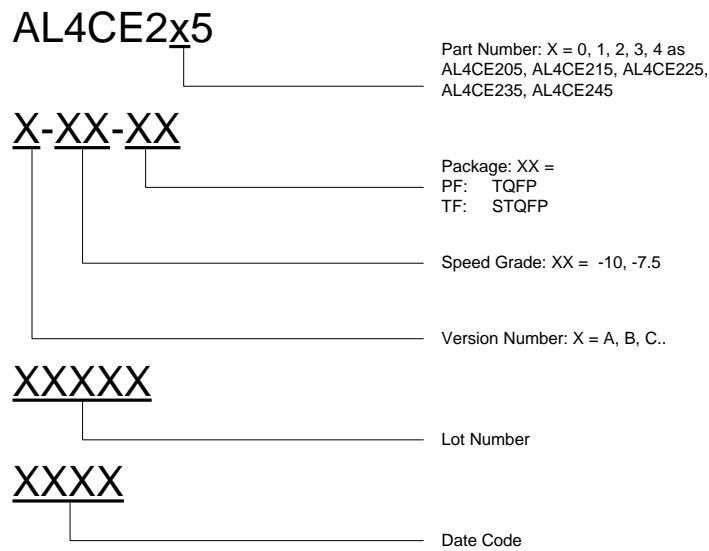 AL4CE2x5
Part Number: X = 0, 1, 2, 3, 4 as
AL4CE205, AL4CE215, AL4CE225,
AL4CE235, AL4CE245
X-XX-XX
Package: XX =
PF: TQFP
TF: STQFP
Speed Grade: XX = -10, -7.5
Version Number: X = A, B, C..
XXXXX
Lot Number
XXXX
Date Code